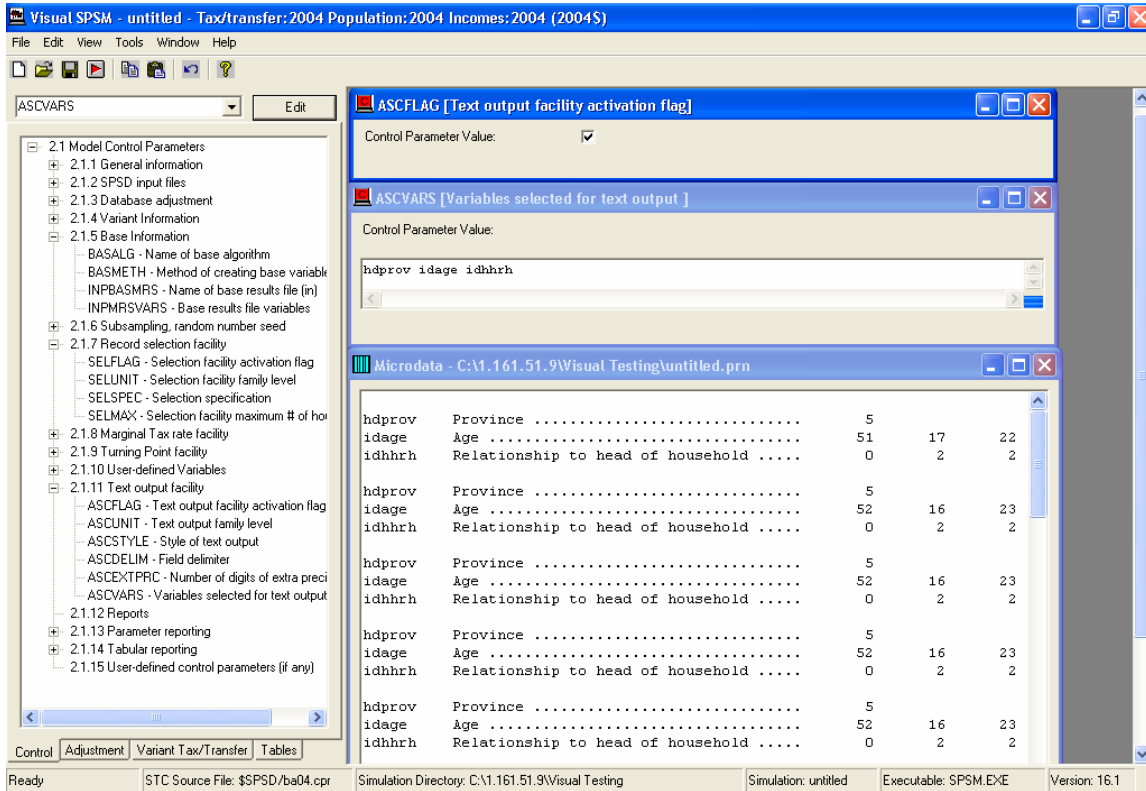 Visual SPSM - untitled - Tax/transfer:2004 Population:2004 Incomes:2004 (2004$)
File Edit View Tools Window Help
ASCVARS Edit
2.1 Model Control Parameters
2.1.1 General information
2.1.2 SPSD input files
2.1.3 Database adjustment
2.1.4 Variant Information
2.1.5 Base Information
BASALG - Name of base algorithm
BASMETH - Method of creating base variable
INPBASMRS - Name of base results file (in)
INPMRSVARS - Base results file variables
2.1.6 Subsampling, random number seed
2.1.7 Record selection facility
SELFLAG - Selection facility activation flag
SELUNIT - Selection facility family level
SELSPEC - Selection specification
SELMAX - Selection facility maximum # of hou
2.1.8 Marginal Tax rate facility
2.1.9 Turning Point facility
2.1.10 User-defined Variables
2.1.11 Text output facility
ASCFLAG - Text output facility activation flag
ASCUNIT - Text output family level
ASCSTYLE - Style of text output
ASCDELIM - Field delimiter
ASCEXTPRC - Number of digits of extra preci
ASCVARS - Variables selected for text output
2.1.12 Reports
2.1.13 Parameter reporting
2.1.14 Tabular reporting
2.1.15 User-defined control parameters (if any)
Control Adjustment Variant Tax/Transfer Tables
ASCFLAG [Text output facility activation flag]
Control Parameter Value:
ASCVARS [Variables selected for text output ]
Control Parameter Value:
hdprov idage idhhrh
Microdata - C:\1.161.51.9\Visual Testing\untitled.prn
hdprov Province .............................. 5
idage Age ................................... 51 17 22
idhhrh Relationship to head of household ..... 0 2 2
hdprov Province .............................. 5
idage Age ................................... 52 16 23
idhhrh Relationship to head of household ..... 0 2 2
hdprov Province .............................. 5
idage Age ................................... 52 16 23
idhhrh Relationship to head of household ..... 0 2 2
hdprov Province .............................. 5
idage Age ................................... 52 16 23
idhhrh Relationship to head of household ..... 0 2 2
hdprov Province .............................. 5
idage Age ................................... 52 16 23
idhhrh Relationship to head of household ..... 0 2 2
Ready STC Source File: $SPSD/ba04.cpr Simulation Directory: C:\1.161.51.9\Visual Testing Simulation: untitled Executable: SPSM.EXE Version: 16.1